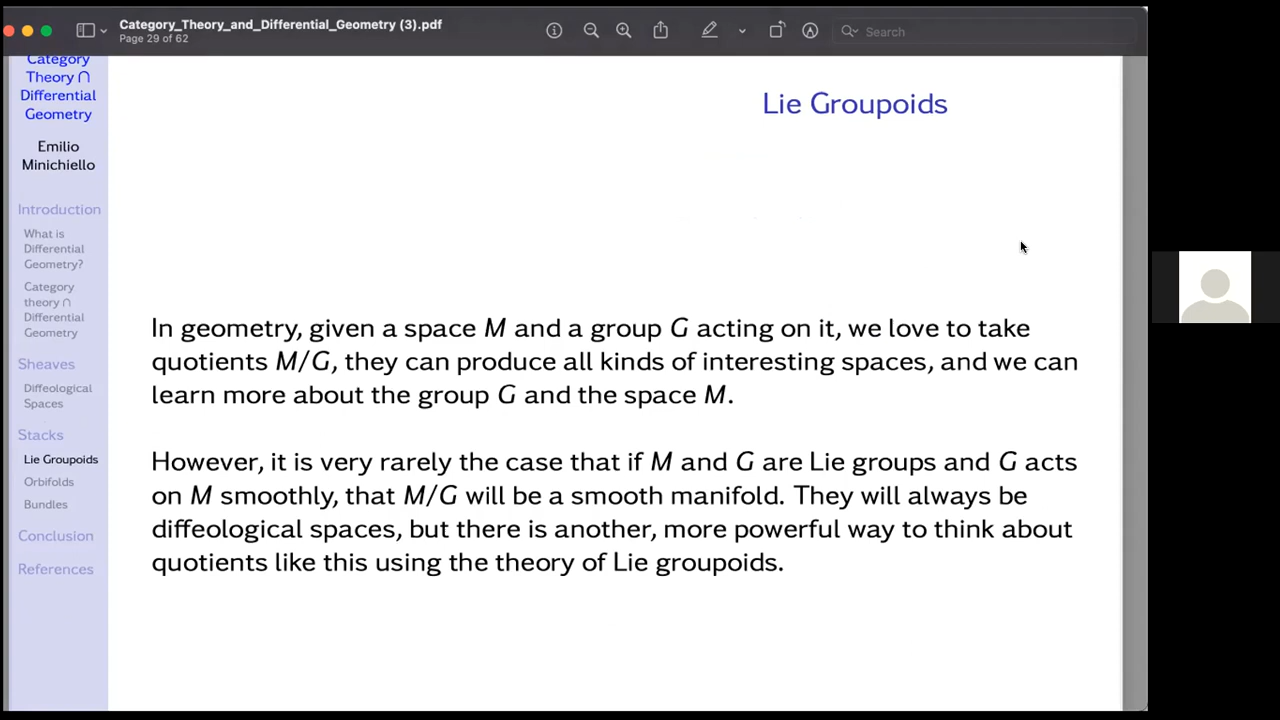 Category_Theory_and_Differential_Geometry (3).pdf
Page 29 of 62
Search
Category
Theory ∩
Differential
Geometry
Emilio
Minichiello
Introduction
What is
Differential
Geometry?
Category
theory ∩
Differential
Geometry
Sheaves
Diffeological
Spaces
Stacks
Lie Groupoids
Orbifolds
Bundles
Conclusion
References
Lie Groupoids
In geometry, given a space M and a group G acting on it, we love to take
quotients M/G, they can produce all kinds of interesting spaces, and we can
learn more about the group G and the space M.
However, it is very rarely the case that if M and G are Lie groups and G acts
on M smoothly, that M/G will be a smooth manifold. They will always be
diffeological spaces, but there is another, more powerful way to think about
quotients like this using the theory of Lie groupoids.